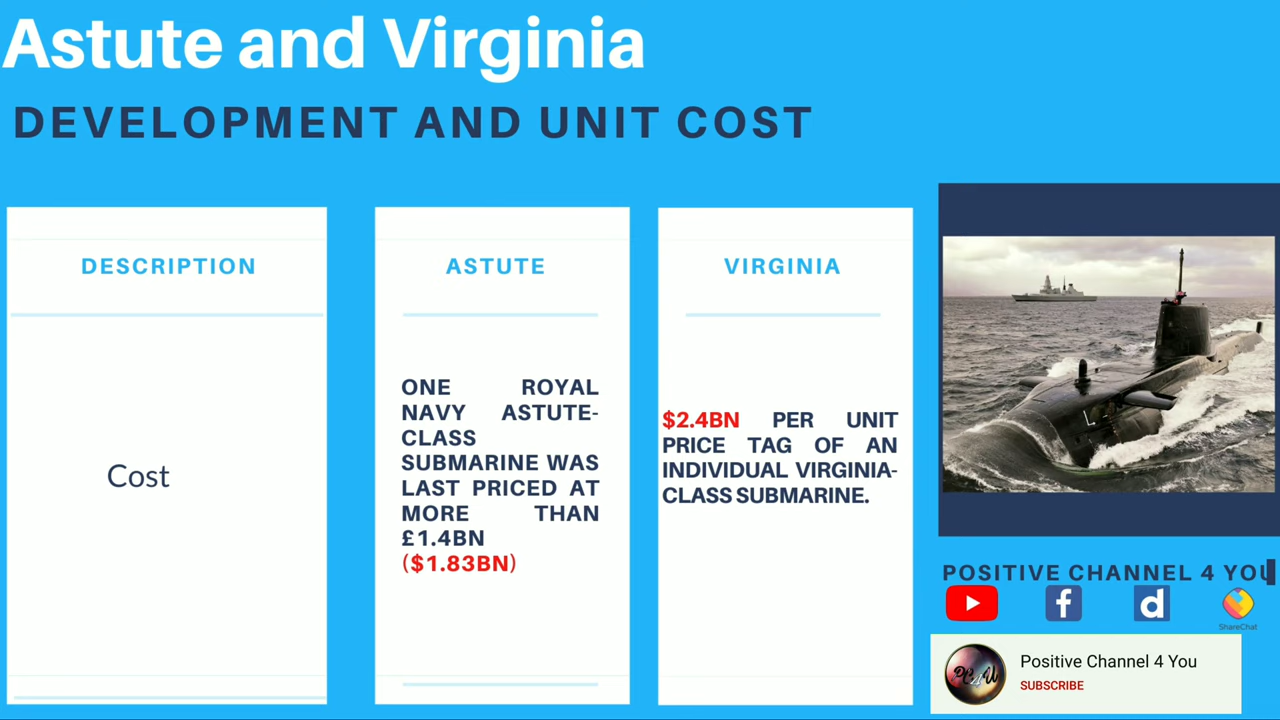 Astute and Virginia
DEVELOPMENT AND UNIT COST
DESCRIPTION
Cost
ASTUTE
ONE ROYAL
NAVY ASTUTE-
CLASS
SUBMARINE WAS
LAST PRICED AT
MORE THAN
£1.4BN
($1.83BN)
VIRGINIA
$2.4BN PER UNIT
PRICE TAG OF AN
INDIVIDUAL VIRGINIA-
CLASS SUBMARINE.
POSITIVE CHANNEL 4 YOU
f
d
ShareChat
PC4U
Positive Channel 4 You
SUBSCRIBE